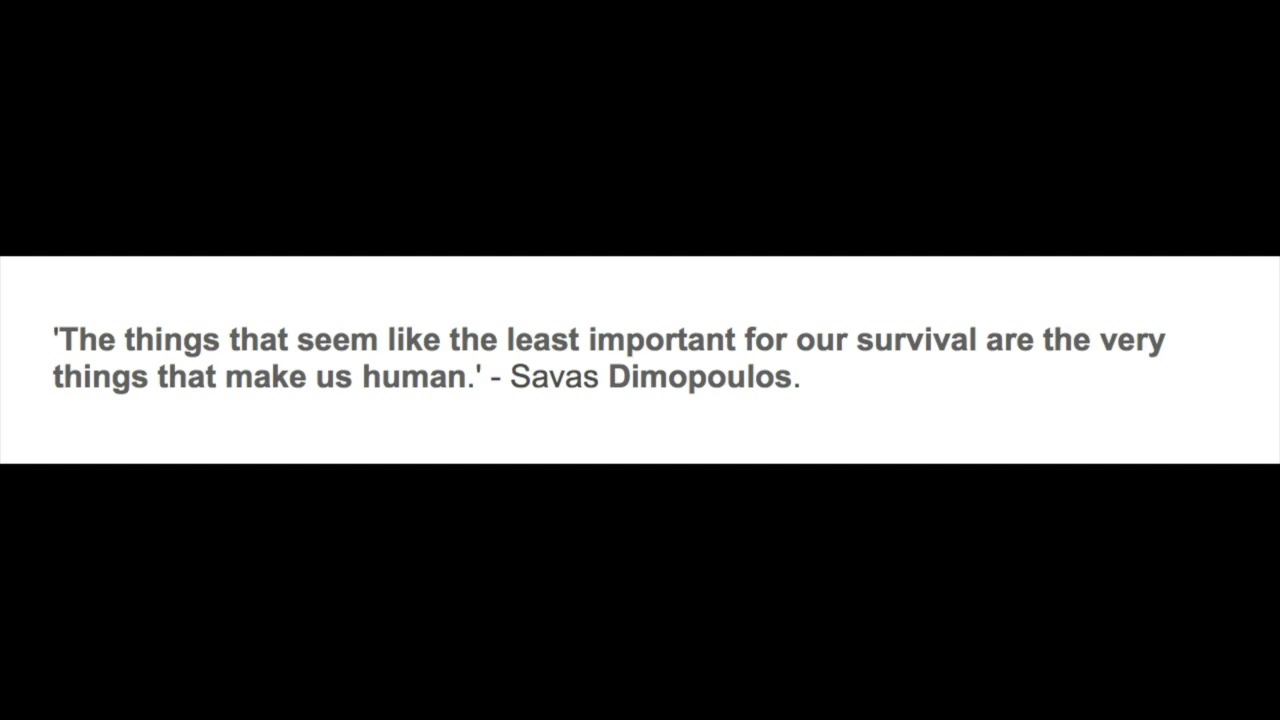 'The things that seem like the least important for our survival are the very
things that make us human.' - Savas Dimopoulos.